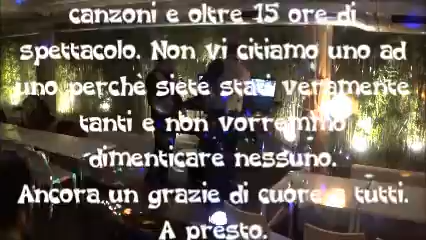 canzoni e oltre 15 ore di
spettacolo. Non vi citiamo uno ad
uno perchè siete stati veramente
tanti e non vorremmo
dimenticare nessuno.
Ancora un grazie di cuore a tutti.
A presto.